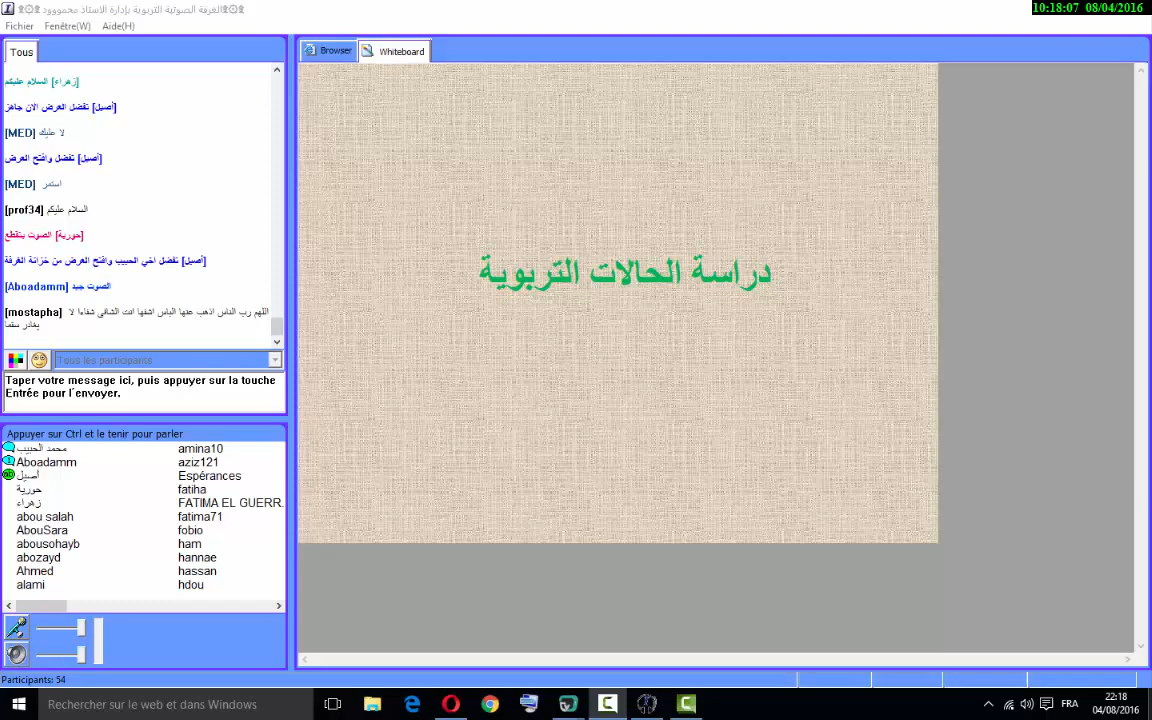 الغرفة الصوتية التربوية بإدارة الاستاذ محمووود
10:18:07 08/04/2016
Fichier Fenêtre(W) Aide(H)
Tous
Browser Whiteboard
[زهراء] السلام عليكم
[أصيل] تفضل العرض الان جاهز
[MED] لا عليك
[أصيل] تفضل وافتح العرض
[MED] استمر
[prof34] السلام عليكم
[حورية] الصوت يتقطع
[أصيل] تفضل اخي الحبيب وافتح العرض من خزانة الغرفة
[Aboadamm] الصوت جيد
[mostapha] اللهم رب الناس اذهب عنها الباس اشفها انت الشافى شفاءا لا
يغادر سقما
Tous les participants
Taper votre message ici, puis appuyer sur la touche
Entrée pour l'envoyer.
Appuyer sur Ctrl et le tenir pour parler
محمد الحبيب amina10
Aboadamm aziz121
أصيل Espérances
حورية fatiha
زهراء FATIMA EL GUERR.
abou salah fatima71
AbouSara fobio
abousohayb ham
abozayd hannae
Ahmed hassan
alami hdou
دراسة الحالات التربوية
Participants: 54
Rechercher sur le web et dans Windows
FRA
22:18
04/08/2016